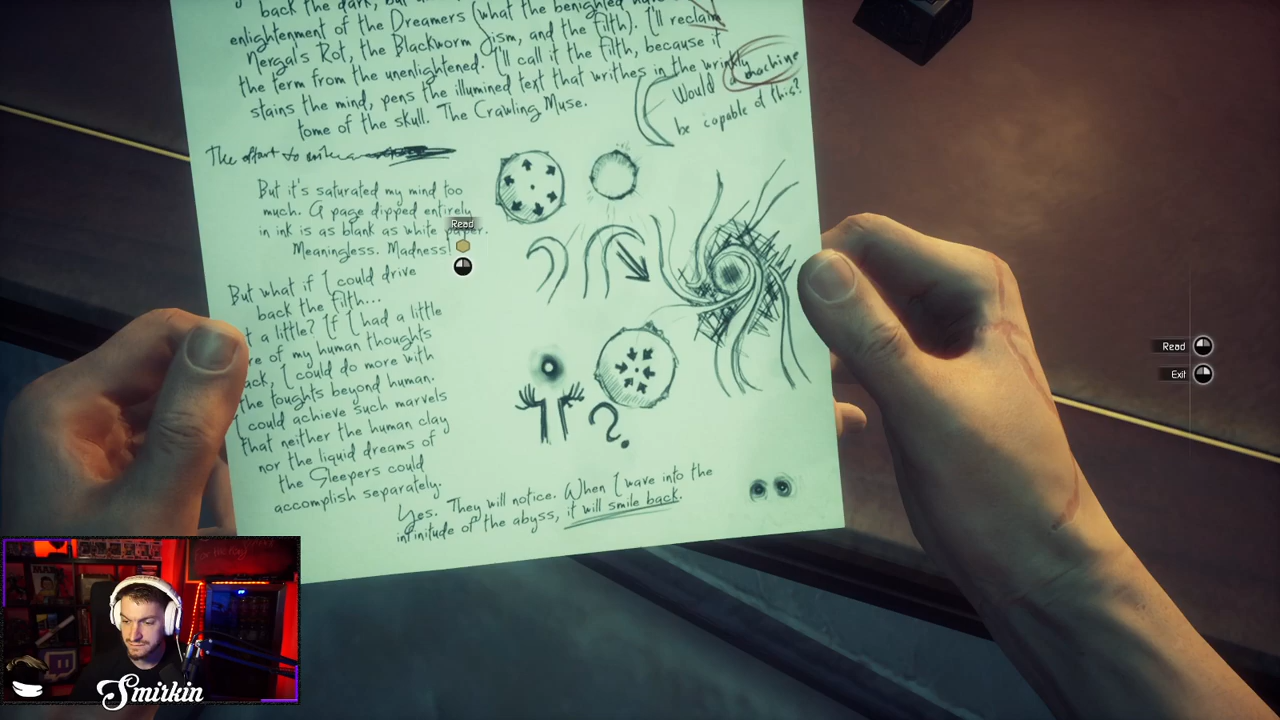 back the dark, but
enlightenment of the Dreamers (what the benighted have
Nergal's Rot, the Blackworm Jism, and the Filth). I'll reclaim
the term from the unenlightened. I'll call it the Filth, because it
stains the mind, pens the illumined text that writhes in the wrinkly
tome of the skull. The Crawling Muse.
Would a machine
be capable of this?
The effort to
But it's saturated my mind too
much. A page dipped entirely
in ink is as blank as white paper.
Meaningless. Madness!
But what if I could drive
back the filth...
t a little? If I had a little
re of my human thoughts
ack, I could do more with
the toughts beyond human.
I could achieve such marvels
that neither the human clay
nor the liquid dreams of
the Sleepers could
accomplish separately.
?
Yes. They will notice. When I wave into the
infinitude of the abyss, it will smile back.
Read
Read
Exit
Smirkin